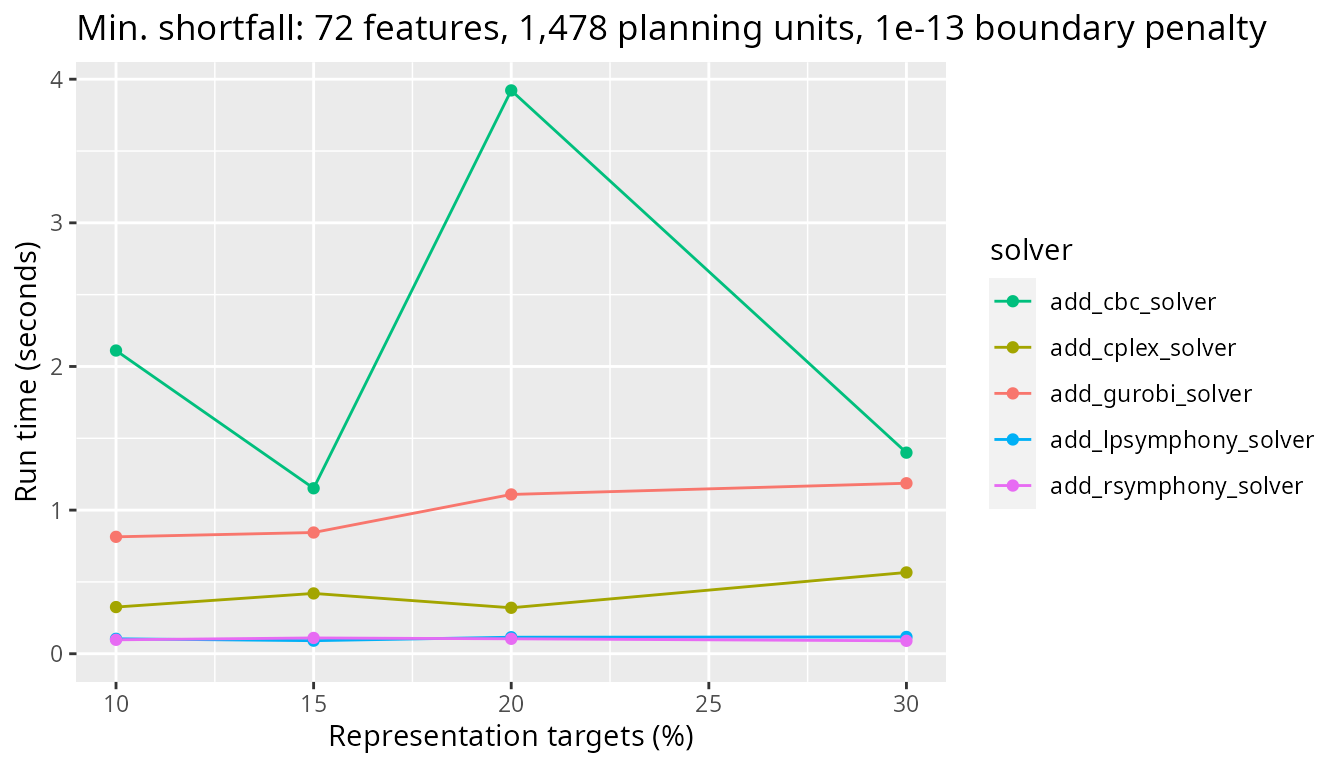 Min. shortfall: 72 features, 1,478 planning units, 1e-13 boundary penalty
4
3
2
1
0
Run time (seconds)
10 15 20 25 30
Representation targets (%)
solver
add_cbc_solver
add_cplex_solver
add_gurobi_solver
add_lpsymphony_solver
add_rsymphony_solver